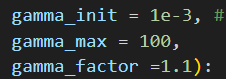 gamma_init = 1e-3, #
gamma_max = 100,
gamma_factor =1.1):